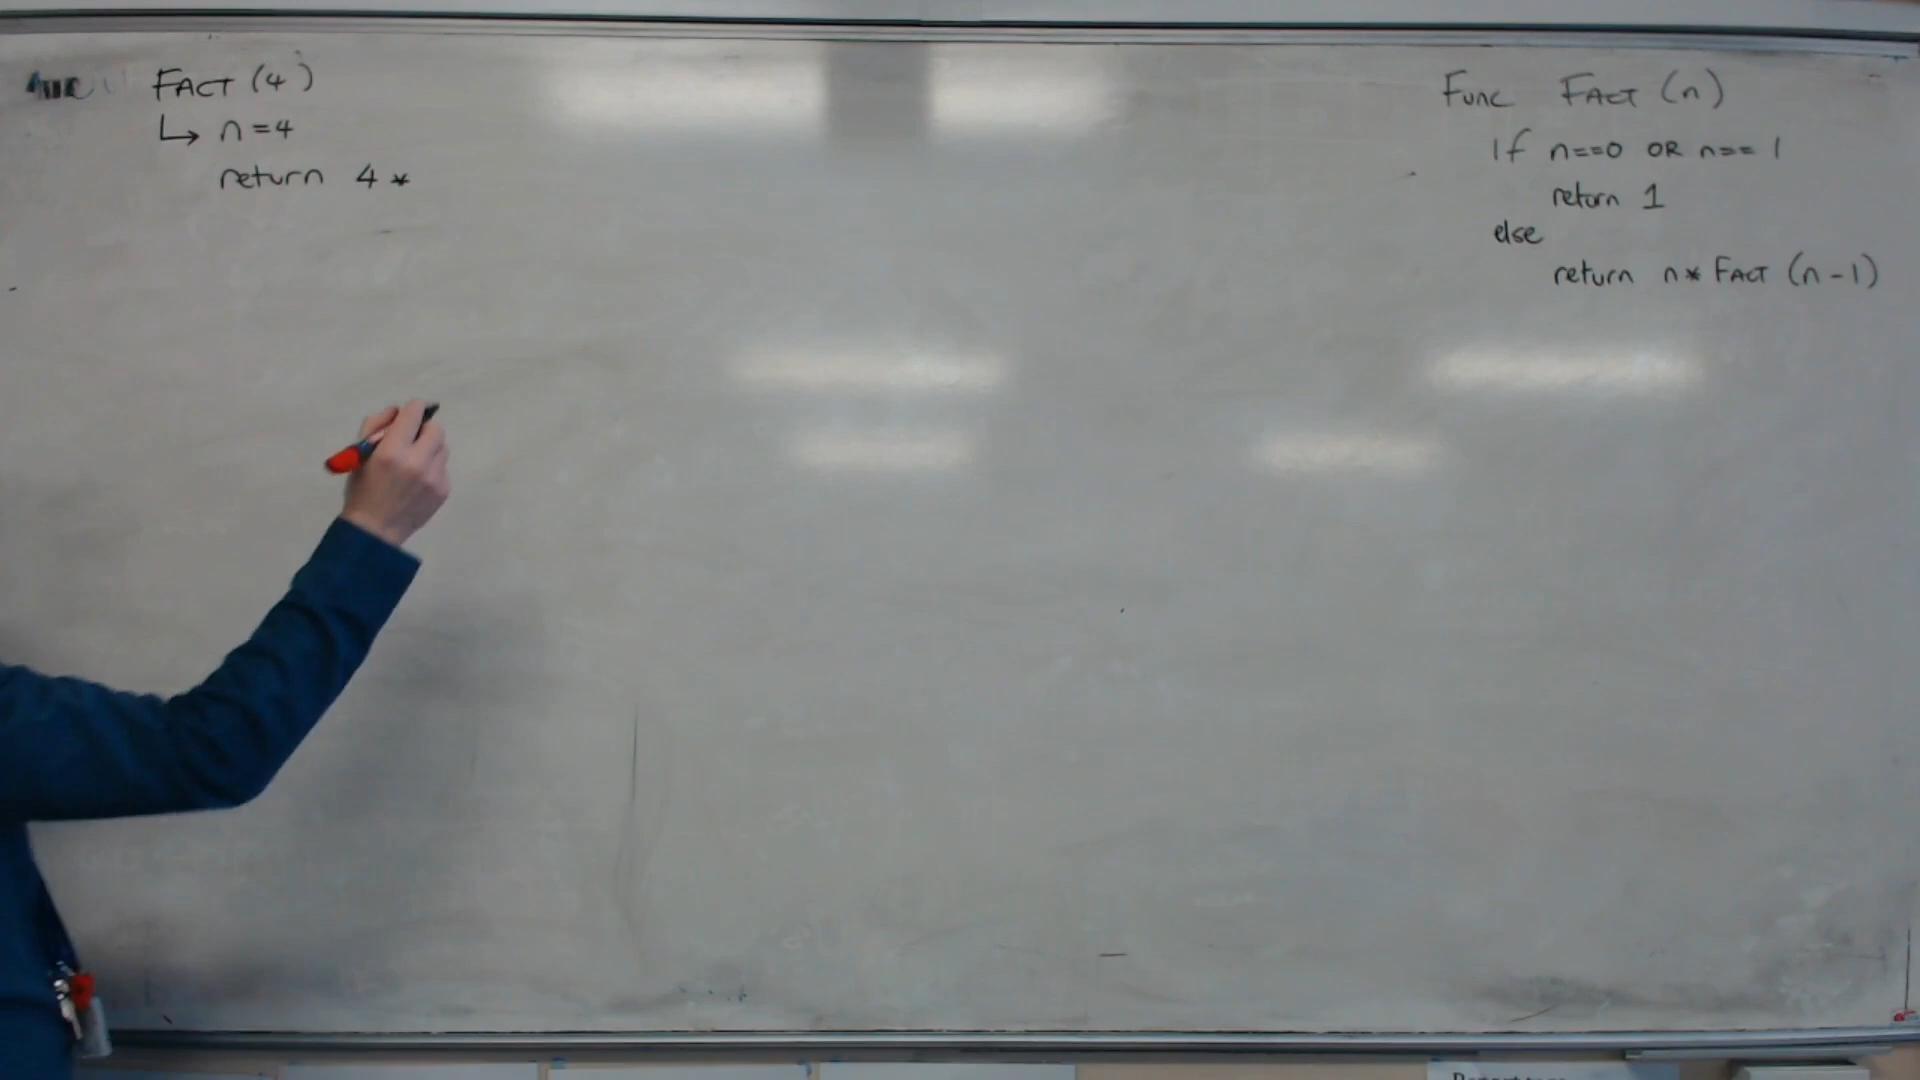 FACT (4)
↳ n=4
return 4 *
Func FACT (n)
If n==0 OR n== 1
return 1
else
return n * FACT (n-1)